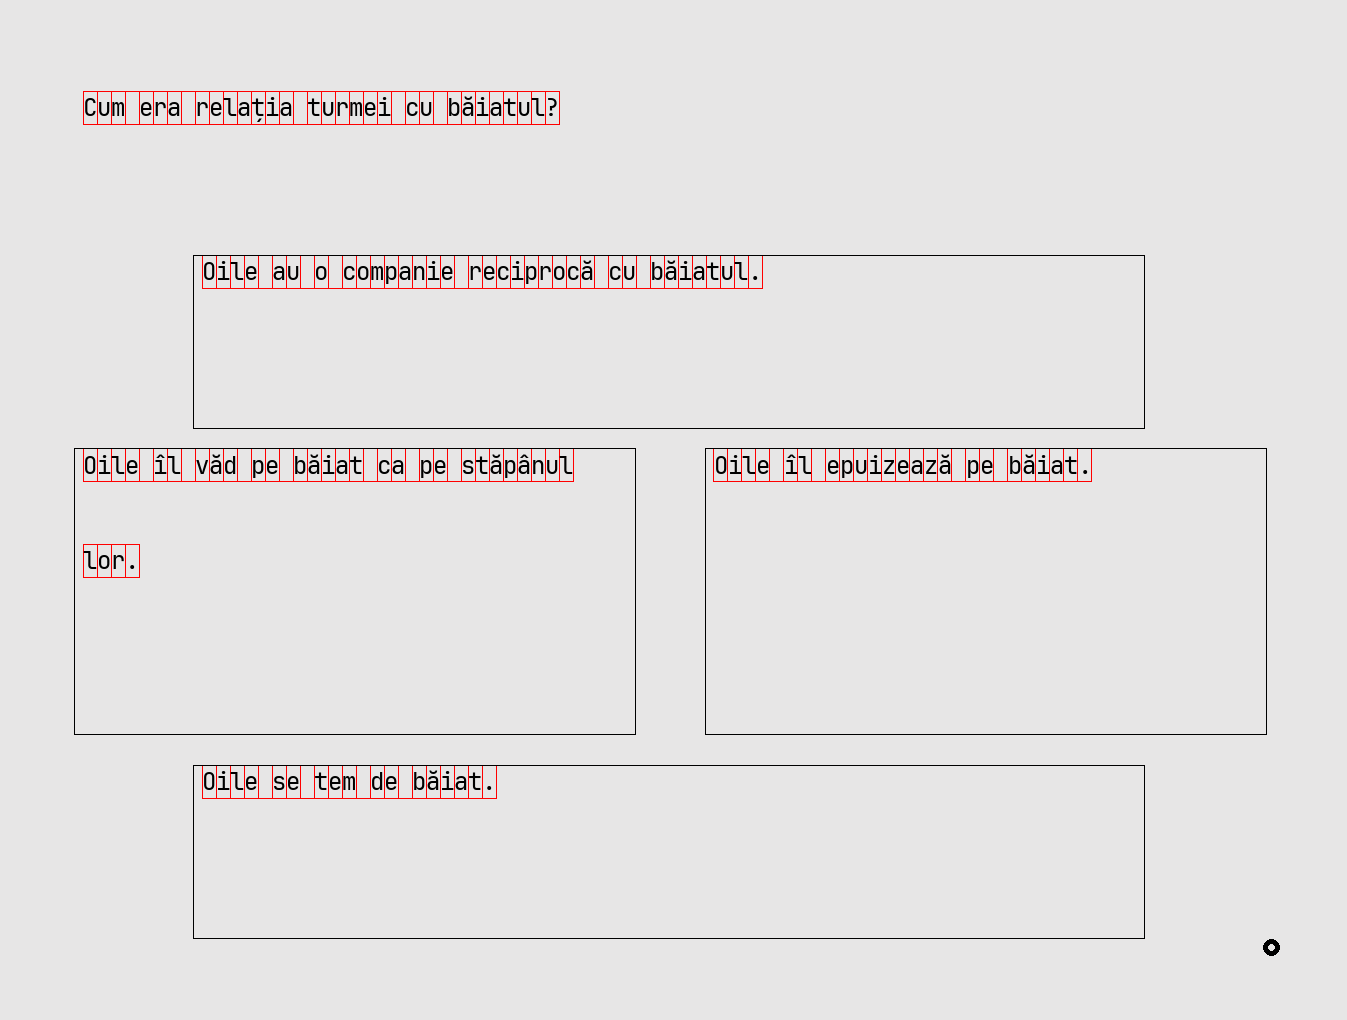 Cum era relația turmei cu băiatul?
Oile au o companie reciprocă cu băiatul.
Oile îl văd pe băiat ca pe stăpânul
lor.
Oile îl epuizează pe băiat.
Oile se tem de băiat.